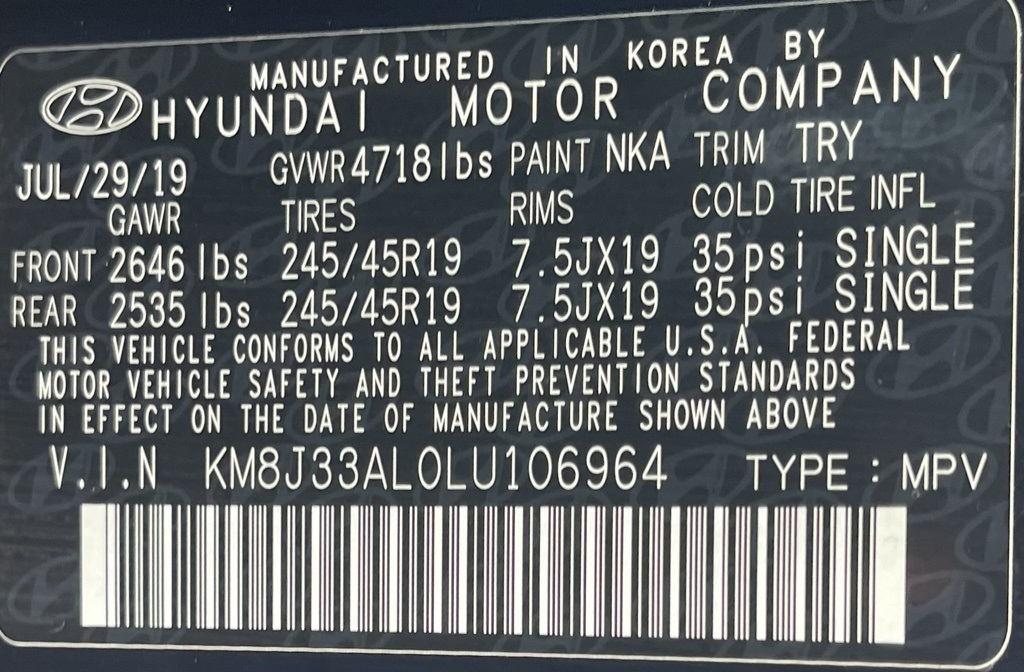 MANUFACTURED IN KOREA BY
HYUNDAI MOTOR COMPANY
JUL/29/19 GVWR4718lbs PAINT NKA TRIM TRY
GAWR TIRES RIMS COLD TIRE INFL
FRONT 2646 lbs 245/45R19 7.5JX19 35psi SINGLE
REAR 2535 lbs 245/45R19 7.5JX19 35psi SINGLE
THIS VEHICLE CONFORMS TO ALL APPLICABLE U.S.A. FEDERAL
MOTOR VEHICLE SAFETY AND THEFT PREVENTION STANDARDS
IN EFFECT ON THE DATE OF MANUFACTURE SHOWN ABOVE
V.I.N KM8J33AL0LU106964 TYPE : MPV